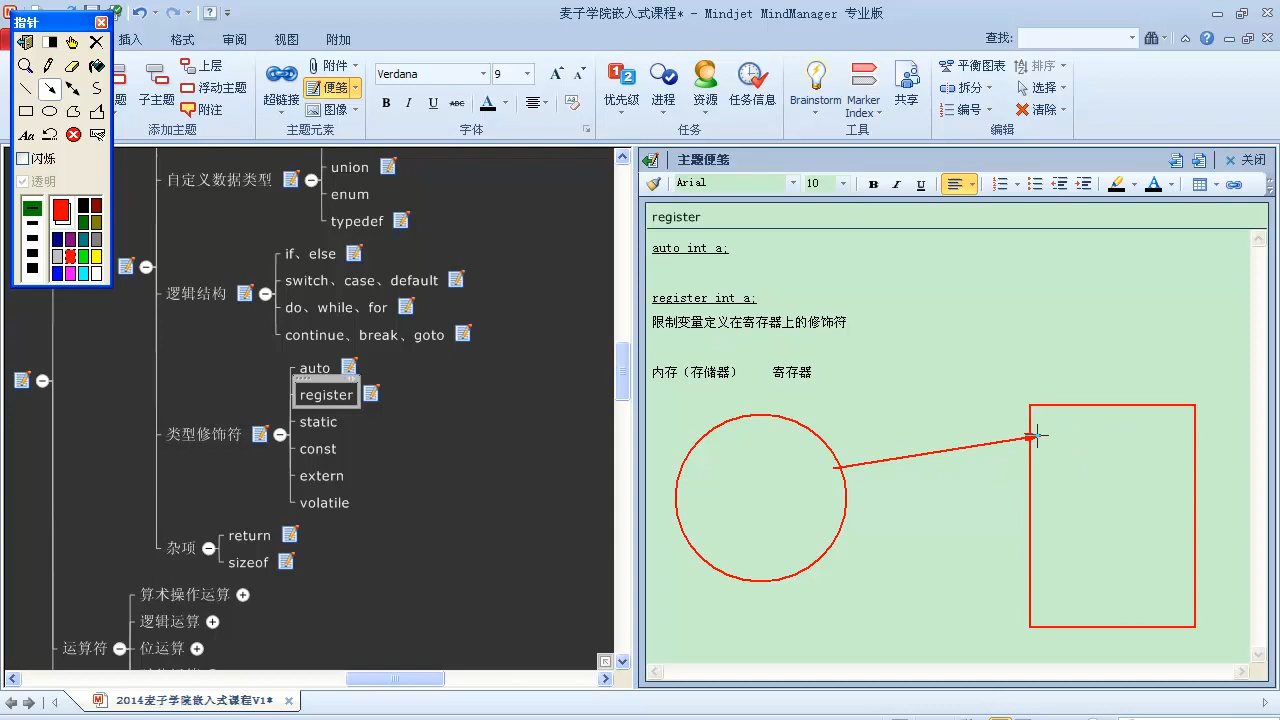 麦子学院嵌入式课程* -
专业版
指针
插入
格式
审阅
视图
附加
查找:
上层
浮动主题
附注
子主题
添加主题
超链接
附件
便笺
图像
主题元素
Verdana
9
B I U ABC A
字体
优先级
进程
资源
任务信息
任务
Brainstorm
Marker Index
共享
工具
平衡图表
拆分
编号
排序
选择
清除
编辑
闪烁
透明
自定义数据类型
union
enum
typedef
逻辑结构
if、else
switch、case、default
do、while、for
continue、break、goto
类型修饰符
auto
register
static
const
extern
volatile
杂项
return
sizeof
运算符
算术操作运算
逻辑运算
位运算
主题便笺
关闭
Arial
10
B I U
A
register
auto int a;
register int a;
限制变量定义在寄存器上的修饰符
内存（存储器） 寄存器
2014麦子学院嵌入式课程V1*